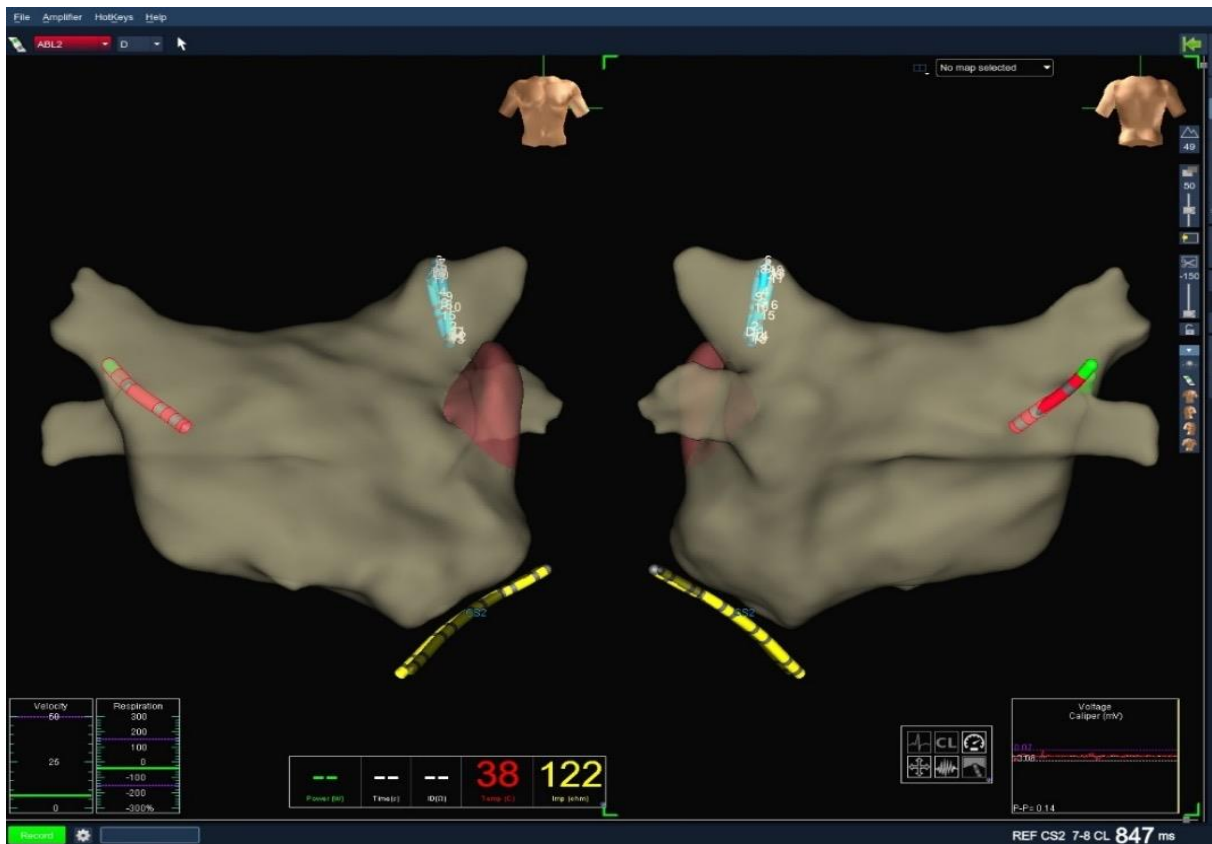 File Amplifier HotKeys Help
ABL2 D
No map selected
49
50
-150
CS2
CS2
Velocity
50
25
0
Respiration
300
200
100
0
-100
-200
-300%
-- -- -- 38 122
Power (W) Time(s) ID(Ω) Temp (C) Imp (ohm)
CL
Voltage
Caliper (mV)
0.07
P-P= 0.14
Record
REF CS2 7-8 CL 847 ms